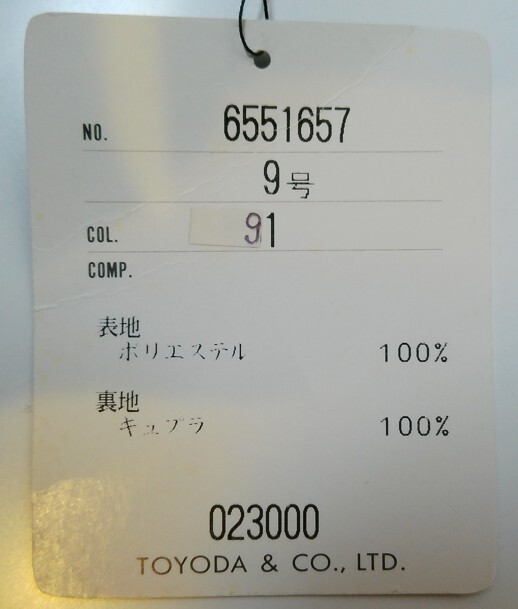 NO. 6551657
9号
COL. 91
COMP.
表地
ポリエステル 100%
裏地
キュプラ 100%
023000
TOYODA & CO., LTD.